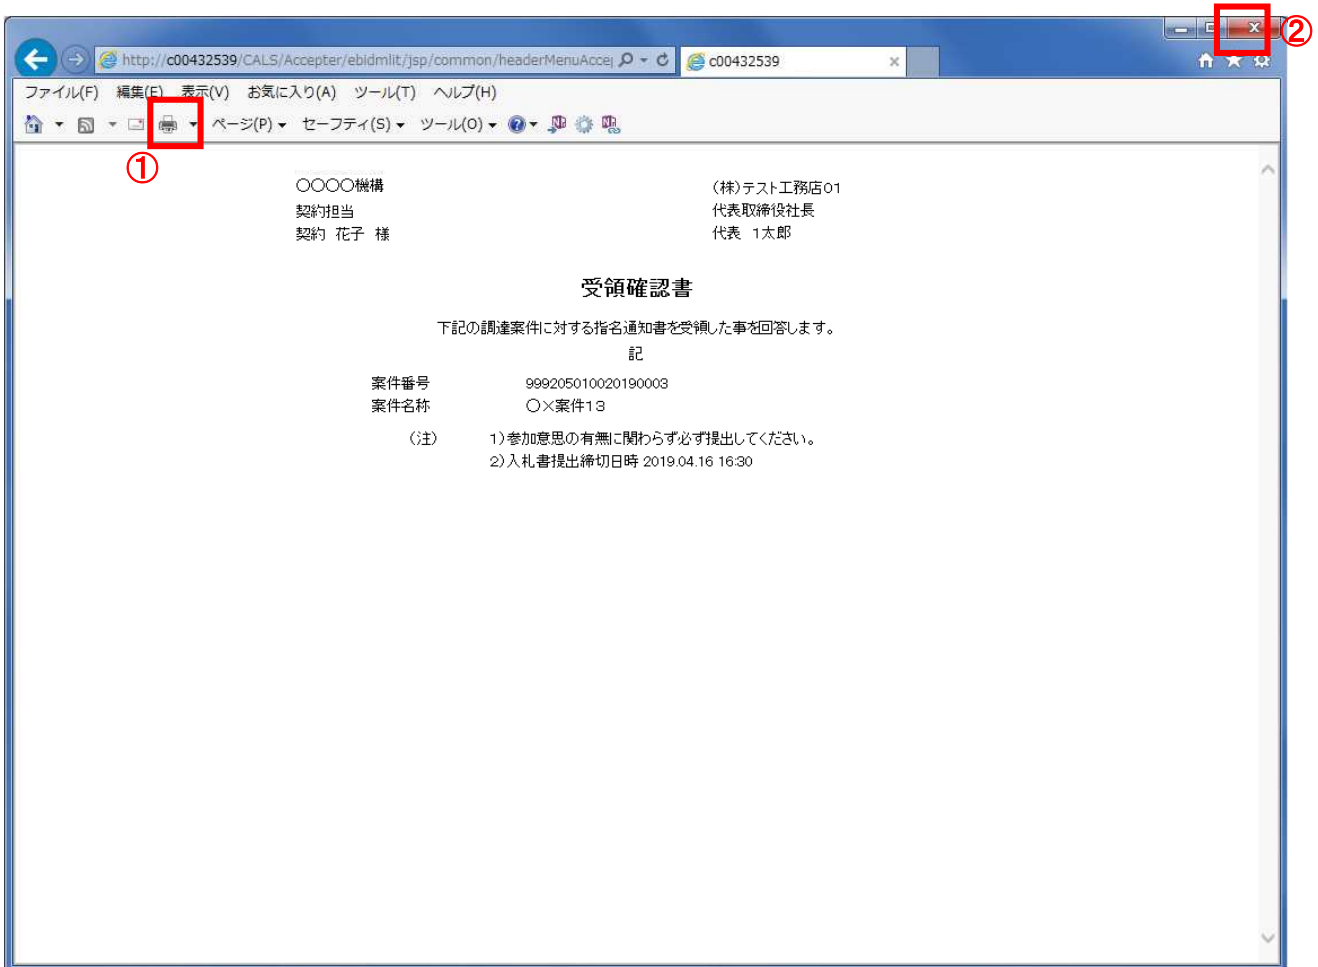 ②
http://c00432539/CALS/Accepter/ebidmlit/jsp/common/headerMenuAccep
c00432539
ファイル(F) 編集(E) 表示(V) お気に入り(A) ツール(T) ヘルプ(H)
ページ(P) セーフティ(S) ツール(O)
①
〇〇〇〇機構 (株)テスト工務店01
契約担当 代表取締役社長
契約 花子 様 代表 1太郎
受領確認書
下記の調達案件に対する指名通知書を受領した事を回答します。
記
案件番号 999205010020190003
案件名称 〇×案件13
(注) 1)参加意思の有無に関わらず必ず提出してください。
2)入札書提出締切日時 2019.04.16 16:30